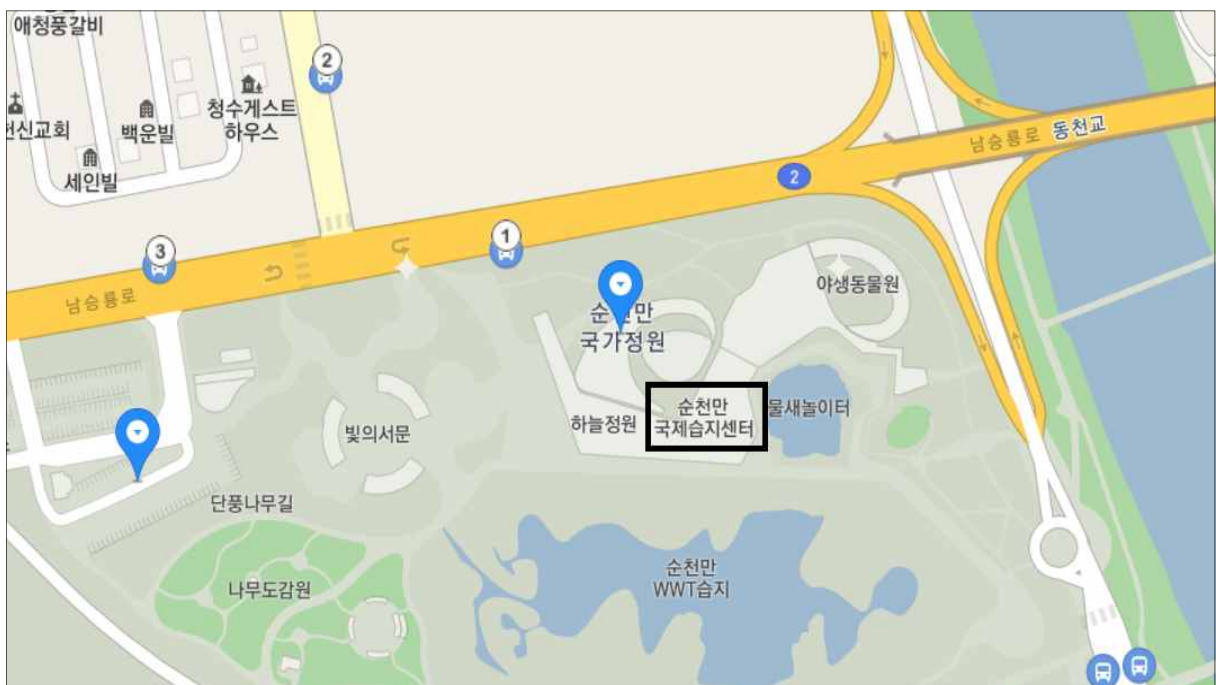 애청풍갈비
2
청수게스트
하우스
백운빌
전신교회
세인빌
동천교
남승룡로
2
1
3
남승룡로
야생동물원
순천만
국가정원
순천만
국제습지센터
물새놀이터
하늘정원
빛의서문
단풍나무길
나무도감원
순천만
WWT습지